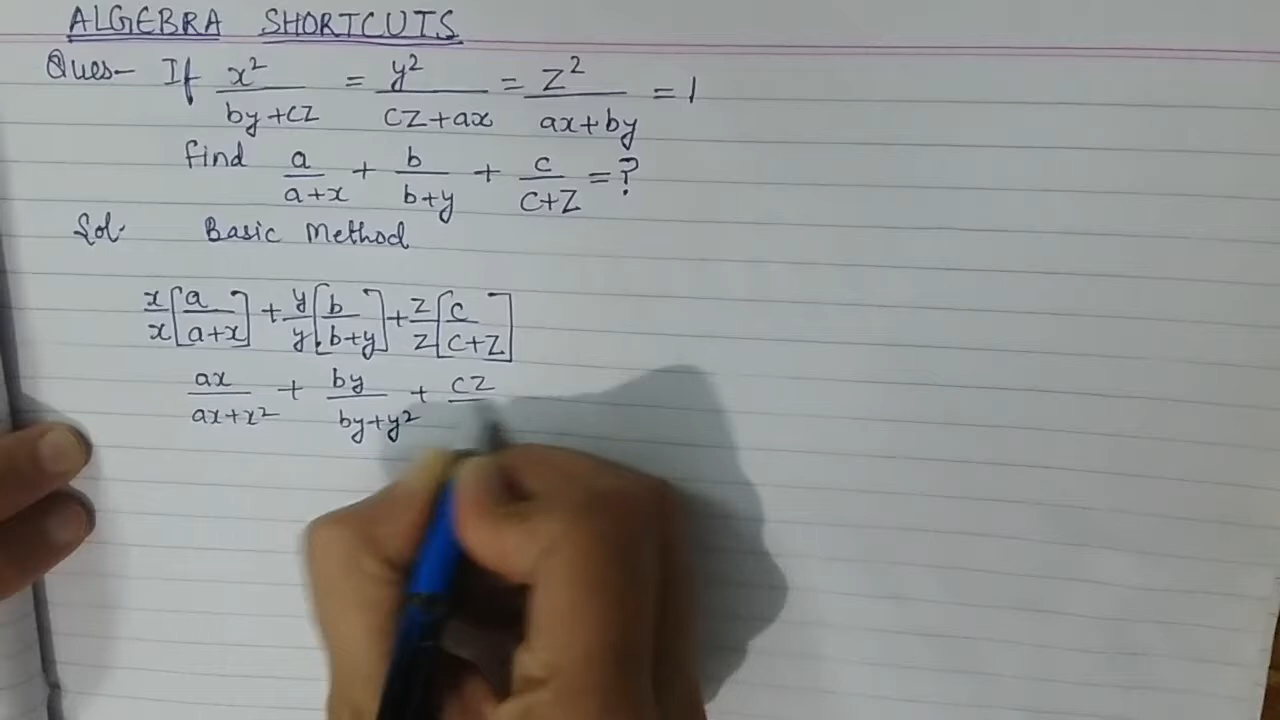 ALGEBRA SHORTCUTS
Ques- If x²/(by+cz) = y²/(cz+ax) = z²/(ax+by) = 1
find a/(a+x) + b/(b+y) + c/(c+z) = ?
Sol. Basic Method
x/x[a/(a+x)] + y/y[b/(b+y)] + z/z[c/(c+z)]
ax/(ax+x²) + by/(by+y²) + cz